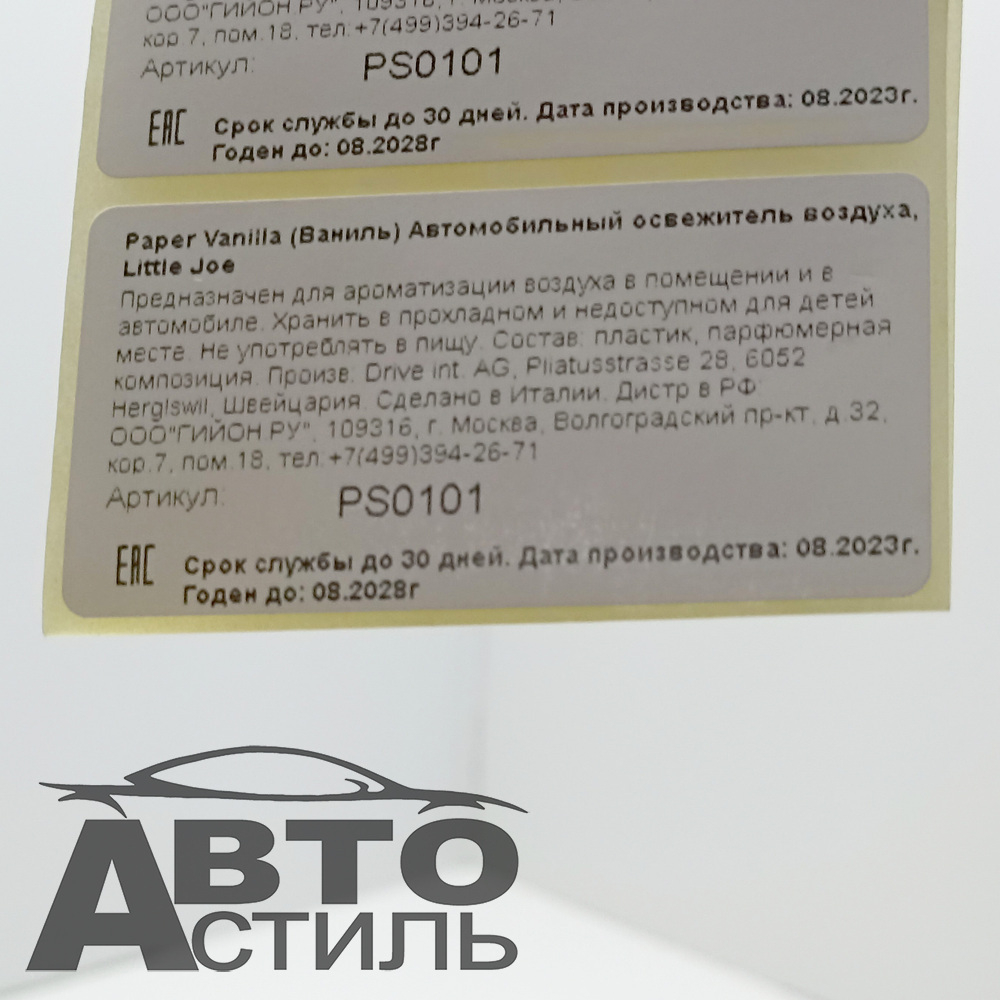 ООО"ГИЙОН РУ", 109316, г. Москва,
кор.7, пом.18, тел.+7(499)394-26-71
Артикул: PS0101
EAC Срок службы до 30 дней. Дата производства: 08.2023г.
Годен до: 08.2028г
Paper Vanilla (Ваниль) Автомобильный освежитель воздуха,
Little Joe
Предназначен для ароматизации воздуха в помещении и в
автомобиле. Хранить в прохладном и недоступном для детей
месте. Не употреблять в пищу. Состав: пластик, парфюмерная
композиция. Произв: Drive int. AG, Pliatusstrasse 28, 6052
Hergiswil, Швейцария. Сделано в Италии. Дистр в РФ:
ООО"ГИЙОН РУ", 109316, г. Москва, Волгоградский пр-кт, д.32,
кор.7, пом.18, тел.+7(499)394-26-71
Артикул: PS0101
EAC Срок службы до 30 дней. Дата производства: 08.2023г.
Годен до: 08.2028г
АВТО
СТИЛЬ